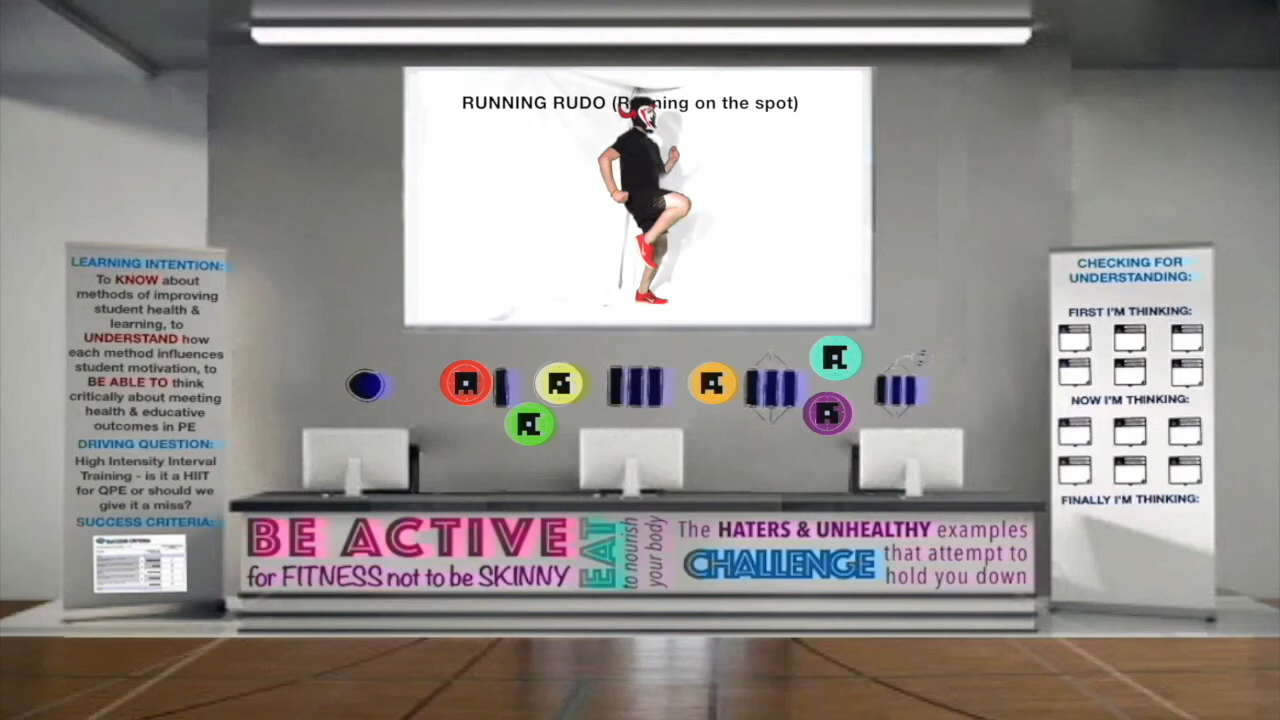 RUNNING RUDO (Running on the spot)
LEARNING INTENTION:
To KNOW about
methods of improving
student health &
learning, to
UNDERSTAND how
each method influences
student motivation, to
BE ABLE TO think
critically about meeting
health & educative
outcomes in PE
DRIVING QUESTION:
High Intensity Interval
Training - is it a HIIT
for QPE or should we
give it a miss?
SUCCESS CRITERIA:
CHECKING FOR
UNDERSTANDING:
FIRST I'M THINKING:
NOW I'M THINKING:
FINALLY I'M THINKING:
BE ACTIVE
for FITNESS not to be SKINNY
EAT
to nourish
your body
The HATERS & UNHEALTHY examples
CHALLENGE
that attempt to
hold you down